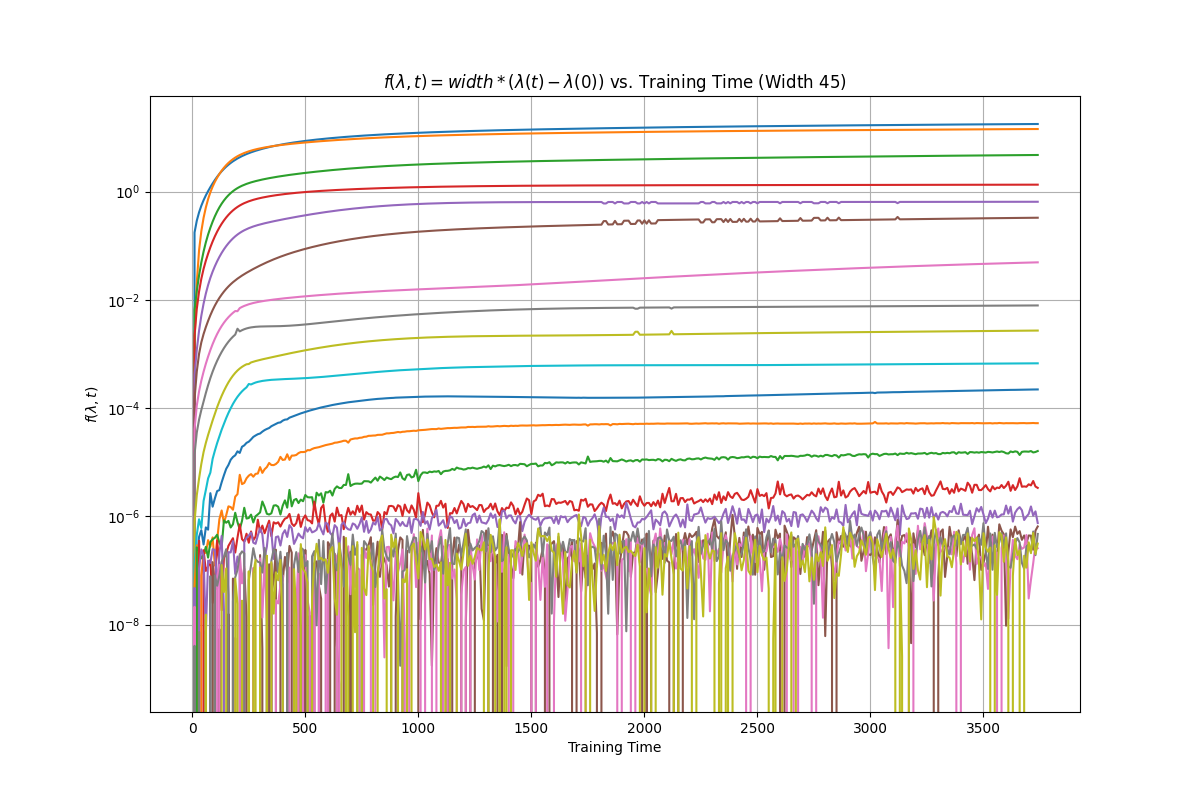 f(λ, t) = width * (λ(t) − λ(0)) vs. Training Time (Width 45)
f(λ, t)
10⁰
10⁻²
10⁻⁴
10⁻⁶
10⁻⁸
0 500 1000 1500 2000 2500 3000 3500
Training Time